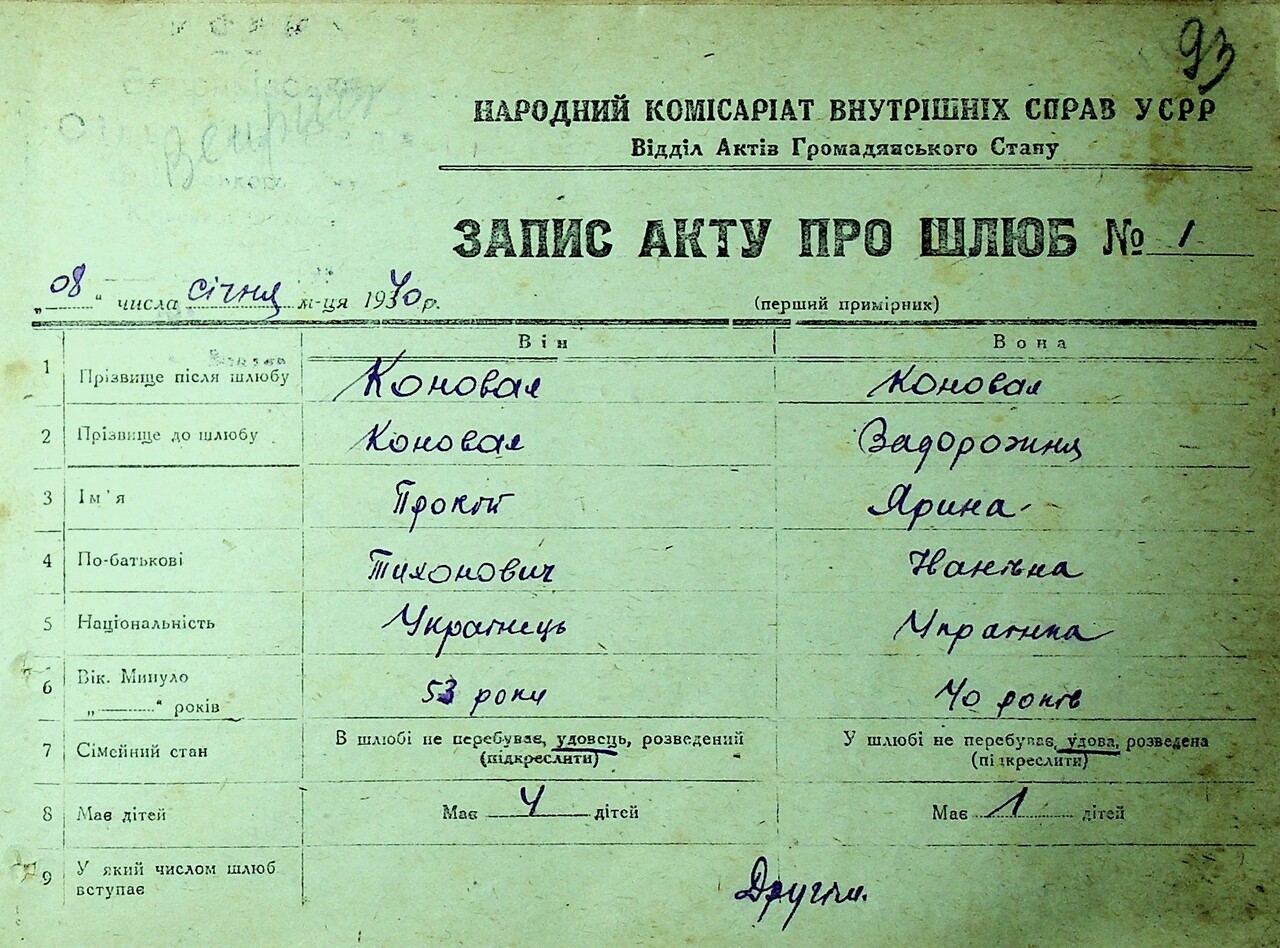 93
НАРОДНИЙ КОМІСАРІАТ ВНУТРІШНІХ СПРАВ УСРР
Відділ Актів Громадянського Стану
ЗАПИС АКТУ ПРО ШЛЮБ № 1
„08“ числа січня м-ця 1940 р.
(перший примірник)
Він Вона
1 Прізвище після шлюбу Коновал Коновал
2 Прізвище до шлюбу Коновал Задорожня
3 Ім'я Прокіп Ярина
4 По-батькові Тихонович
5 Національність Українець Українка
6 Вік. Минуло 53 роки 40 років
„ “ років
7 Сімейний стан В шлюбі не перебуває, удовець, розведений У шлюбі не перебуває, удова, розведена
(підкреслити) (підкреслити)
8 Має дітей Має 4 дітей Має 1 дітей
9 У який числом шлюб
вступає Другім.